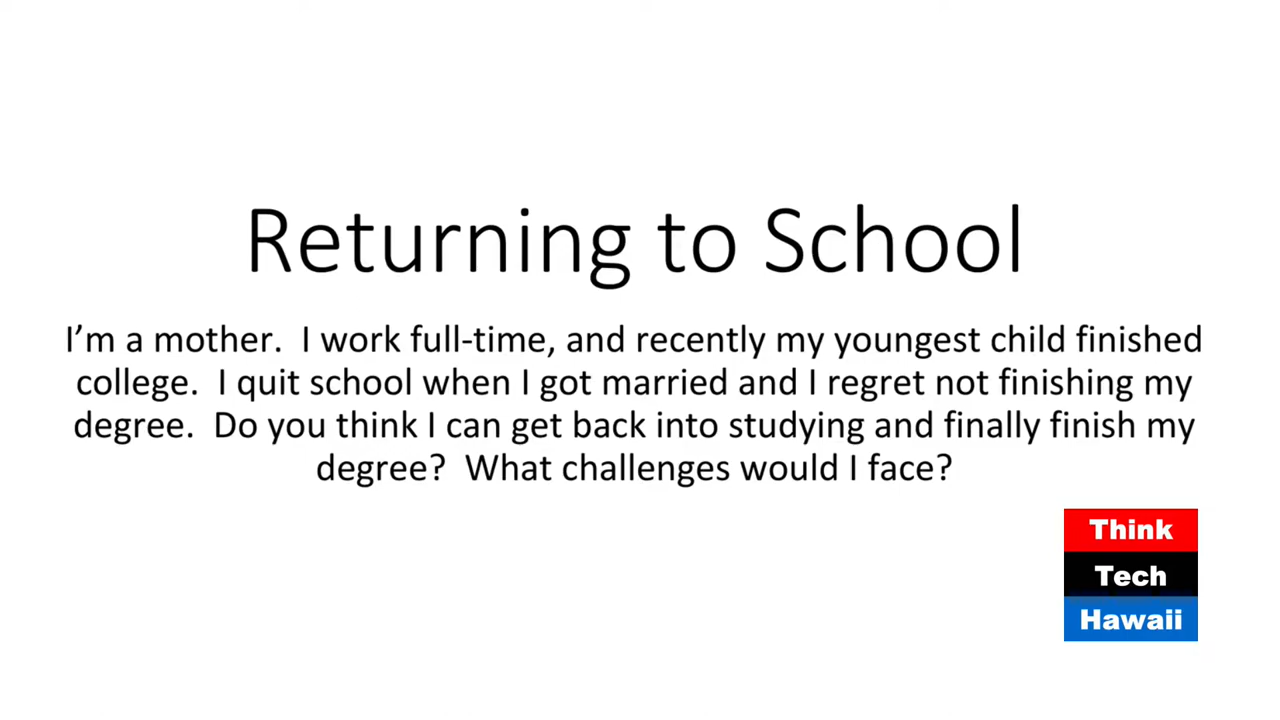 Returning to School
I’m a mother.  I work full-time, and recently my youngest child finished
college.  I quit school when I got married and I regret not finishing my
degree.  Do you think I can get back into studying and finally finish my
degree?  What challenges would I face?
Think
Tech
Hawaii